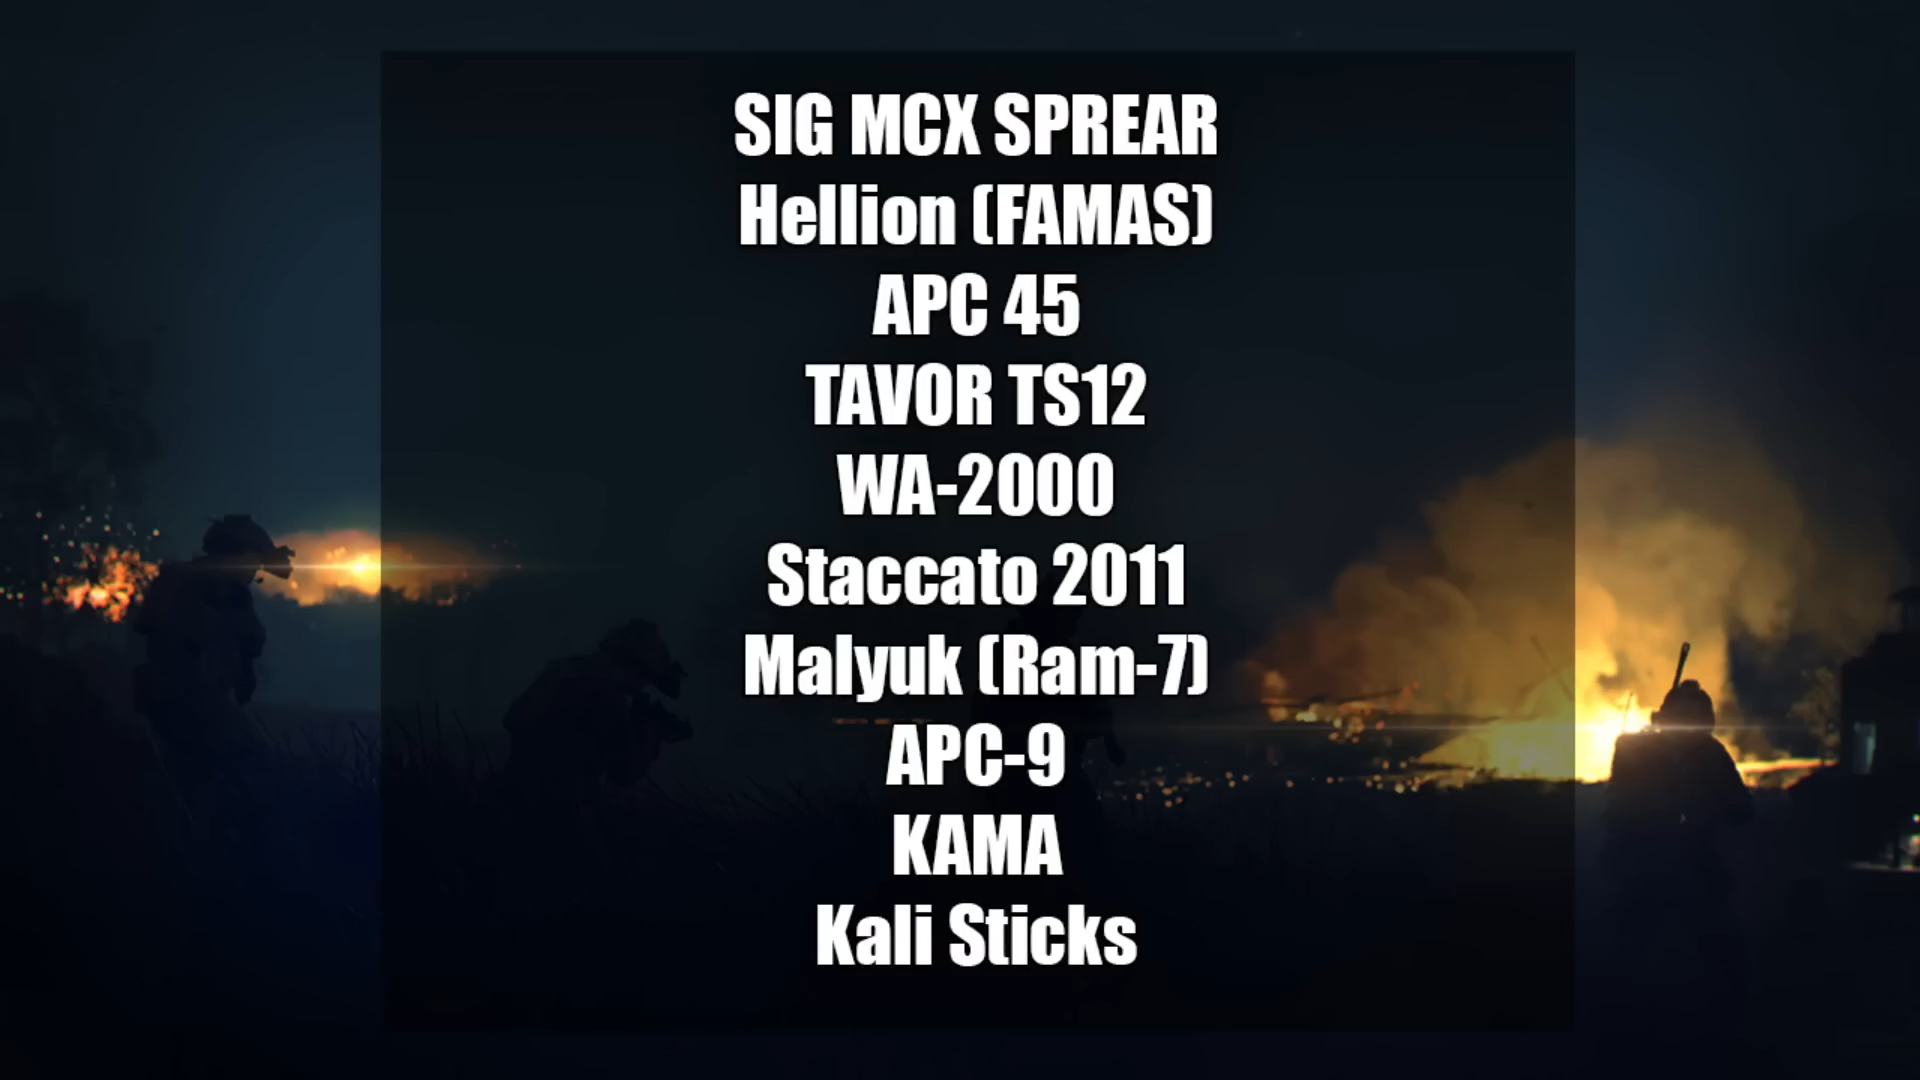 SIG MCX SPREAR
Hellion (FAMAS)
APC 45
TAVOR TS12
WA-2000
Staccato 2011
Malyuk (Ram-7)
APC-9
KAMA
Kali Sticks